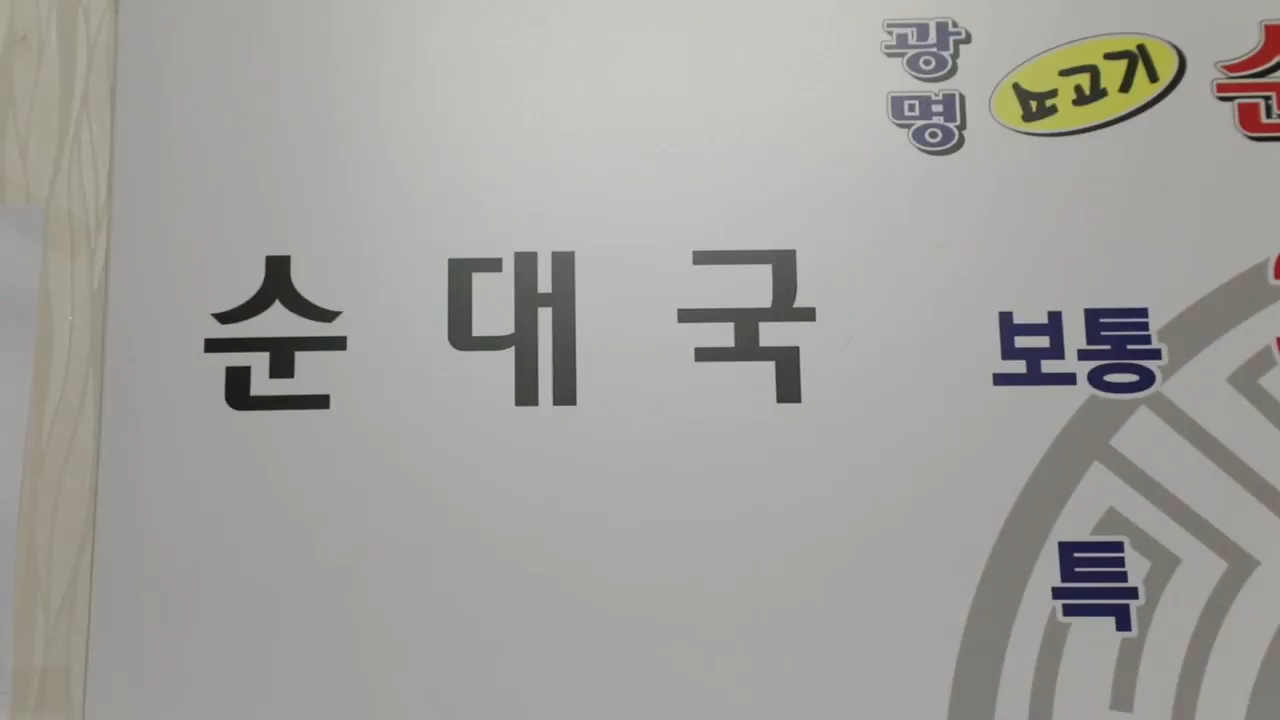 광명 소고기
순대국 보통
특